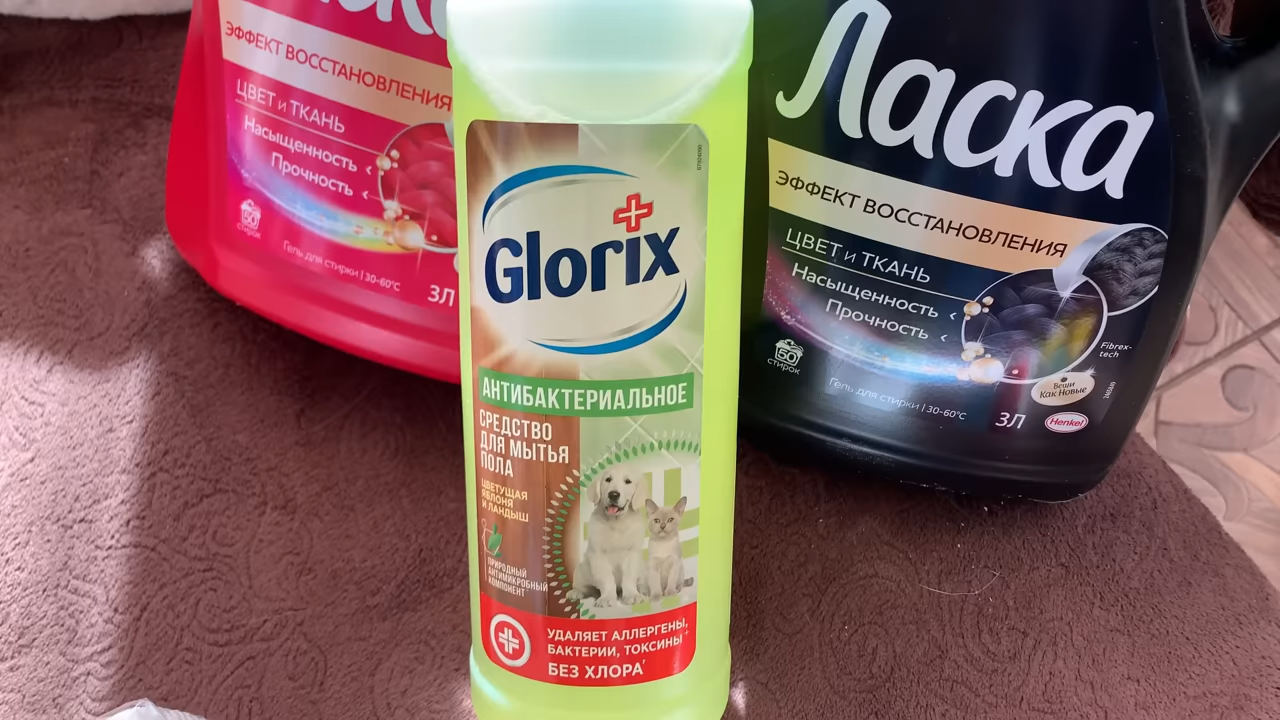 ЭФФЕКТ ВОССТАНОВЛЕНИЯ
ЦВЕТ и ТКАНЬ
Насыщенность
Прочность
50
стирок
Гель для стирки | 30-60°C
3Л
Glorix
АНТИБАКТЕРИАЛЬНОЕ
СРЕДСТВО
ДЛЯ МЫТЬЯ
ПОЛА
ЦВЕТУЩАЯ
ЯБЛОНЯ
И ЛАНДЫШ
ПРИРОДНЫЙ
АНТИМИКРОБНЫЙ
КОМПОНЕНТ
УДАЛЯЕТ АЛЛЕРГЕНЫ,
БАКТЕРИИ, ТОКСИНЫ
БЕЗ ХЛОРА
Ласка
ЭФФЕКТ ВОССТАНОВЛЕНИЯ
ЦВЕТ и ТКАНЬ
Насыщенность
Прочность
50
стирок
Fibrex-
tech
Вещи
Как Новые
Гель для стирки | 30-60°C
3Л
Henkel